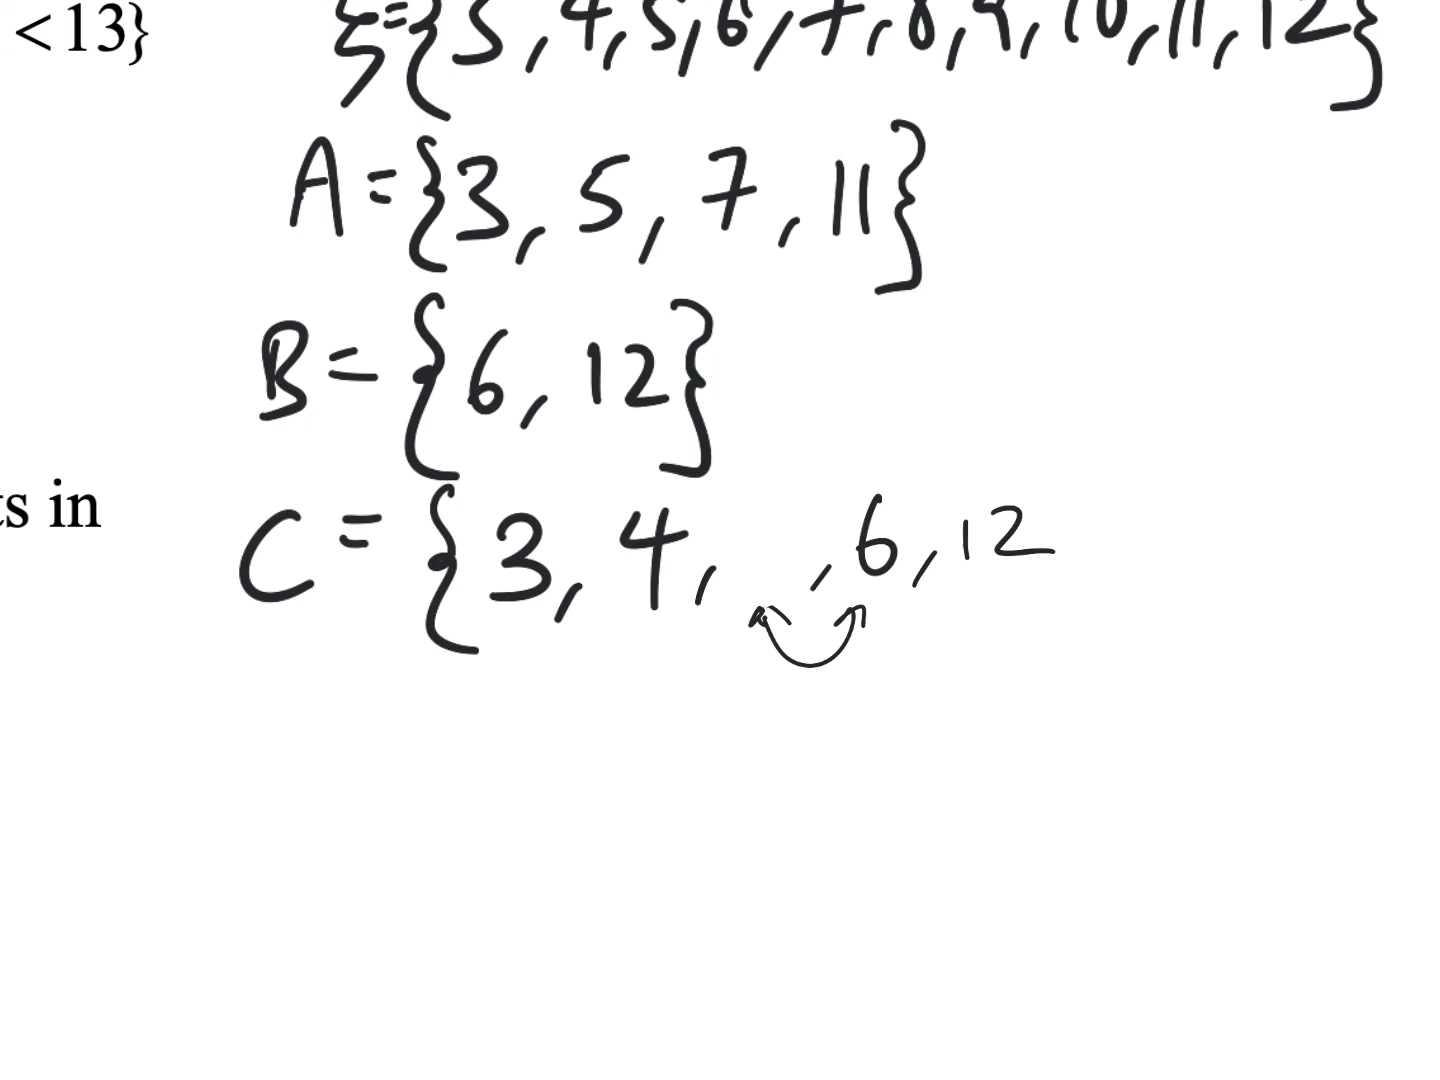 <13} ξ={3,4,5,6,7,8,9,10,11,12}
A={3,5,7,11}
B={6,12}
ts in
C={3,4, ,6,12